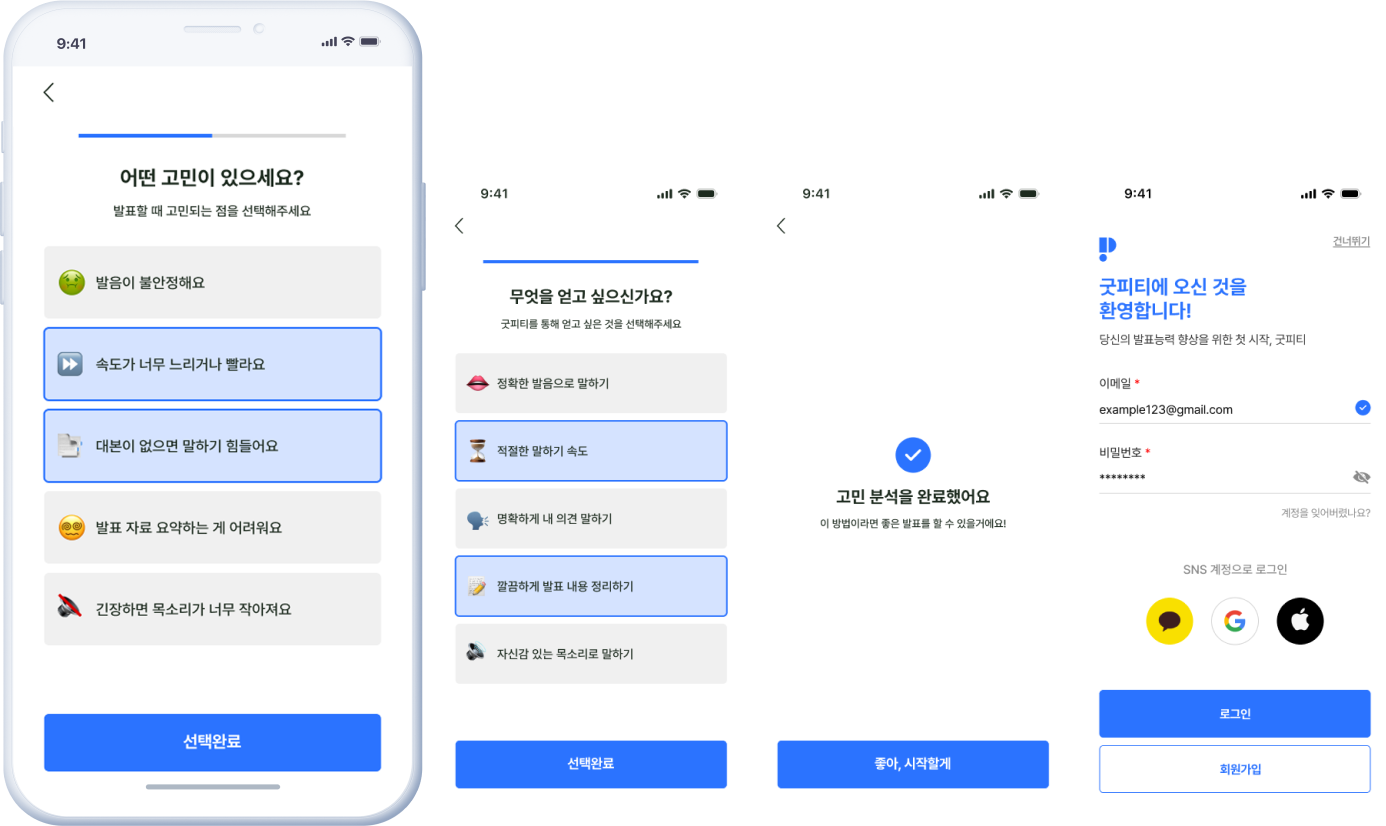 9:41
어떤 고민이 있으세요?
발표할 때 고민되는 점을 선택해주세요
발음이 불안정해요
속도가 너무 느리거나 빨라요
대본이 없으면 말하기 힘들어요
발표 자료 요약하는 게 어려워요
긴장하면 목소리가 너무 작아져요
선택완료
9:41
무엇을 얻고 싶으신가요?
굿피티를 통해 얻고 싶은 것을 선택해주세요
정확한 발음으로 말하기
적절한 말하기 속도
명확하게 내 의견 말하기
깔끔하게 발표 내용 정리하기
자신감 있는 목소리로 말하기
선택완료
9:41
고민 분석을 완료했어요
이 방법이라면 좋은 발표를 할 수 있을거에요!
좋아, 시작할게
9:41
건너뛰기
굿피티에 오신 것을
환영합니다!
당신의 발표능력 향상을 위한 첫 시작, 굿피티
이메일 *
example123@gmail.com
비밀번호 *
********
계정을 잊어버렸나요?
SNS 계정으로 로그인
로그인
회원가입